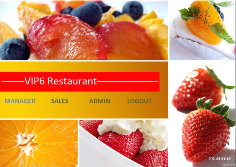 VIP6 Restaurant
MANAGER SALES ADMIN LOGOUT